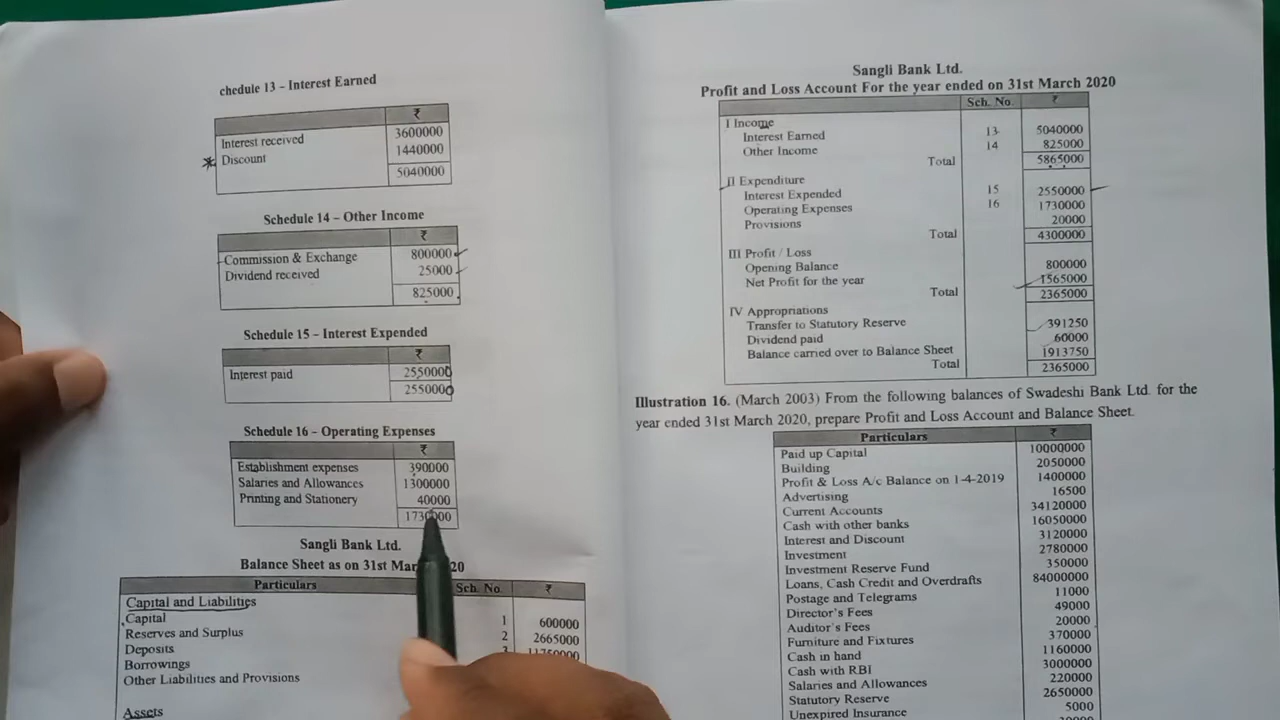 chedule 13 – Interest Earned
₹
Interest received 3600000
Discount 1440000
5040000
Schedule 14 – Other Income
₹
Commission & Exchange 800000
Dividend received 25000
825000
Schedule 15 – Interest Expended
₹
Interest paid 2550000
2550000
Schedule 16 – Operating Expenses
₹
Establishment expenses 390000
Salaries and Allowances 1300000
Printing and Stationery 40000
1730000
Sangli Bank Ltd.
Balance Sheet as on 31st Mar 20
Particulars Sch. No. ₹
Capital and Liabilities
Capital 1 600000
Reserves and Surplus 2 2665000
Deposits 3 11750000
Borrowings
Other Liabilities and Provisions
Assets
Sangli Bank Ltd.
Profit and Loss Account For the year ended on 31st March 2020
Sch. No. ₹
I Income
Interest Earned 13 5040000
Other Income 14 825000
Total 5865000
II Expenditure
Interest Expended 15 2550000
Operating Expenses 16 1730000
Provisions 20000
Total 4300000
III Profit / Loss
Opening Balance 800000
Net Profit for the year 1565000
Total 2365000
IV Appropriations
Transfer to Statutory Reserve 391250
Dividend paid 60000
Balance carried over to Balance Sheet 1913750
Total 2365000
Illustration 16. (March 2003) From the following balances of Swadeshi Bank Ltd. for the
year ended 31st March 2020, prepare Profit and Loss Account and Balance Sheet.
Particulars ₹
Paid up Capital 10000000
Building 2050000
Profit & Loss A/c Balance on 1-4-2019 1400000
Advertising 16500
Current Accounts 34120000
Cash with other banks 16050000
Interest and Discount 3120000
Investment 2780000
Investment Reserve Fund 350000
Loans, Cash Credit and Overdrafts 84000000
Postage and Telegrams 11000
Director's Fees 49000
Auditor's Fees 20000
Furniture and Fixtures 370000
Cash in hand 1160000
Cash with RBI 3000000
Salaries and Allowances 220000
Statutory Reserve 2650000
Unexpired Insurance 5000